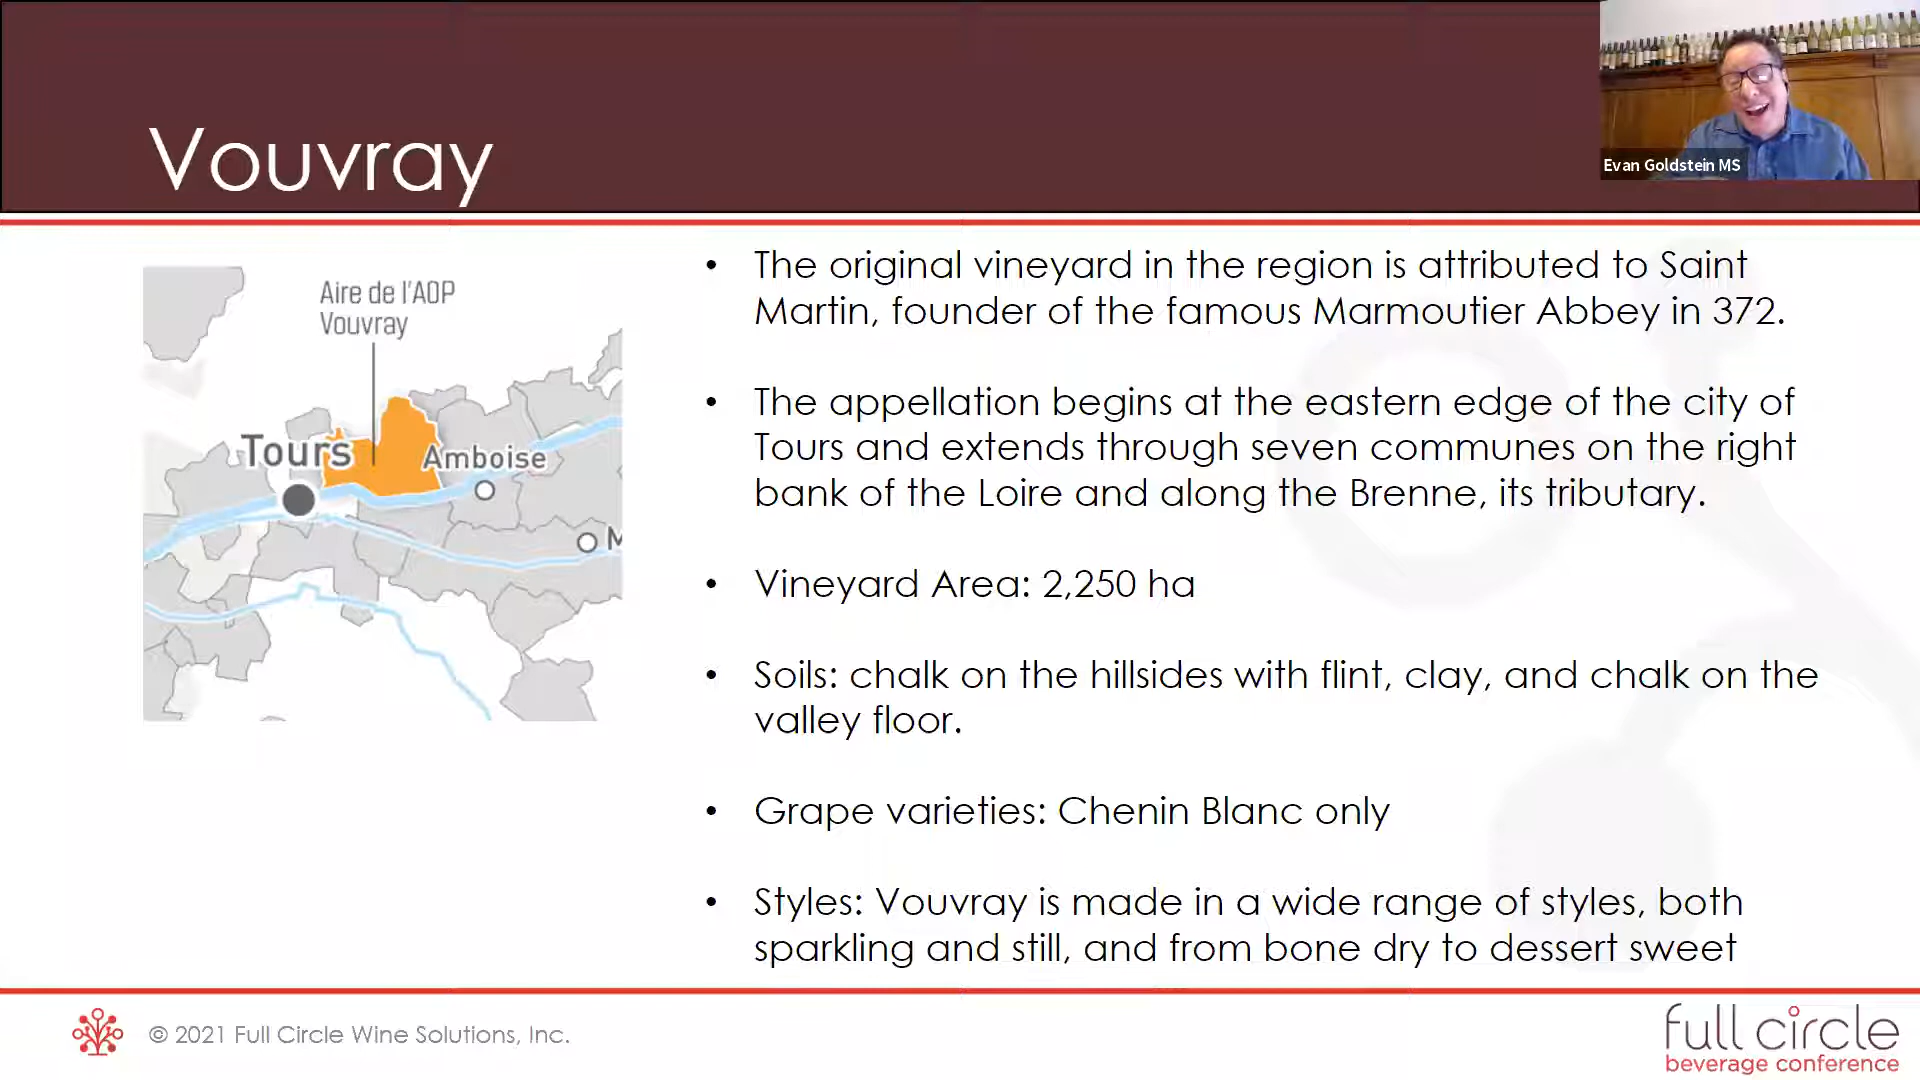 Evan Goldstein MS
Vouvray
Aire de l'AOP
Vouvray
Tours
Amboise
M
• The original vineyard in the region is attributed to Saint
Martin, founder of the famous Marmoutier Abbey in 372.
• The appellation begins at the eastern edge of the city of
Tours and extends through seven communes on the right
bank of the Loire and along the Brenne, its tributary.
• Vineyard Area: 2,250 ha
• Soils: chalk on the hillsides with flint, clay, and chalk on the
valley floor.
• Grape varieties: Chenin Blanc only
• Styles: Vouvray is made in a wide range of styles, both
sparkling and still, and from bone dry to dessert sweet
© 2021 Full Circle Wine Solutions, Inc.
full circle
beverage conference